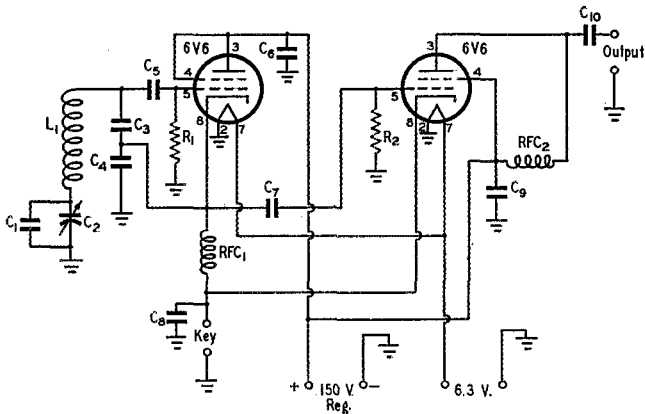 C10
6V6
3
C6
3
6V6
Output
4
4
C5
5
5
L1
C3
R1
8
2
7
R2
8
2
7
RFC2
C4
C7
C9
C1
C2
RFC1
C8
Key
+ 150 V. −
Reg.
6.3 V.